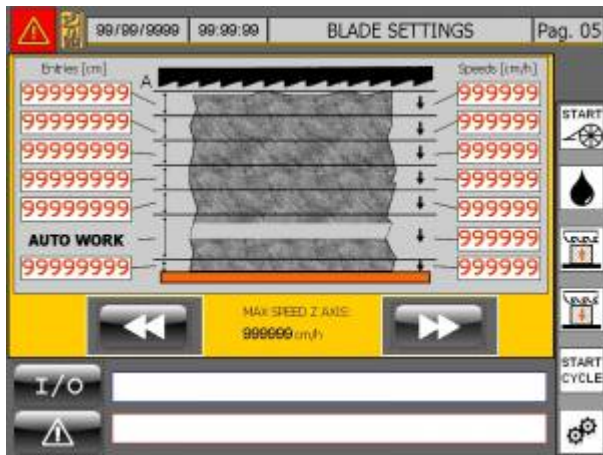 99/99/9999 99:99:99 BLADE SETTINGS Pag. 05
Entries [cm] A Speeds [cm/h]
99999999 999999
START
99999999 999999
99999999 999999
99999999 999999
99999999 999999
AUTO WORK 999999
99999999 999999
MAX SPEED Z AXIS:
999999 cm/h
START
CYCLE
I/O